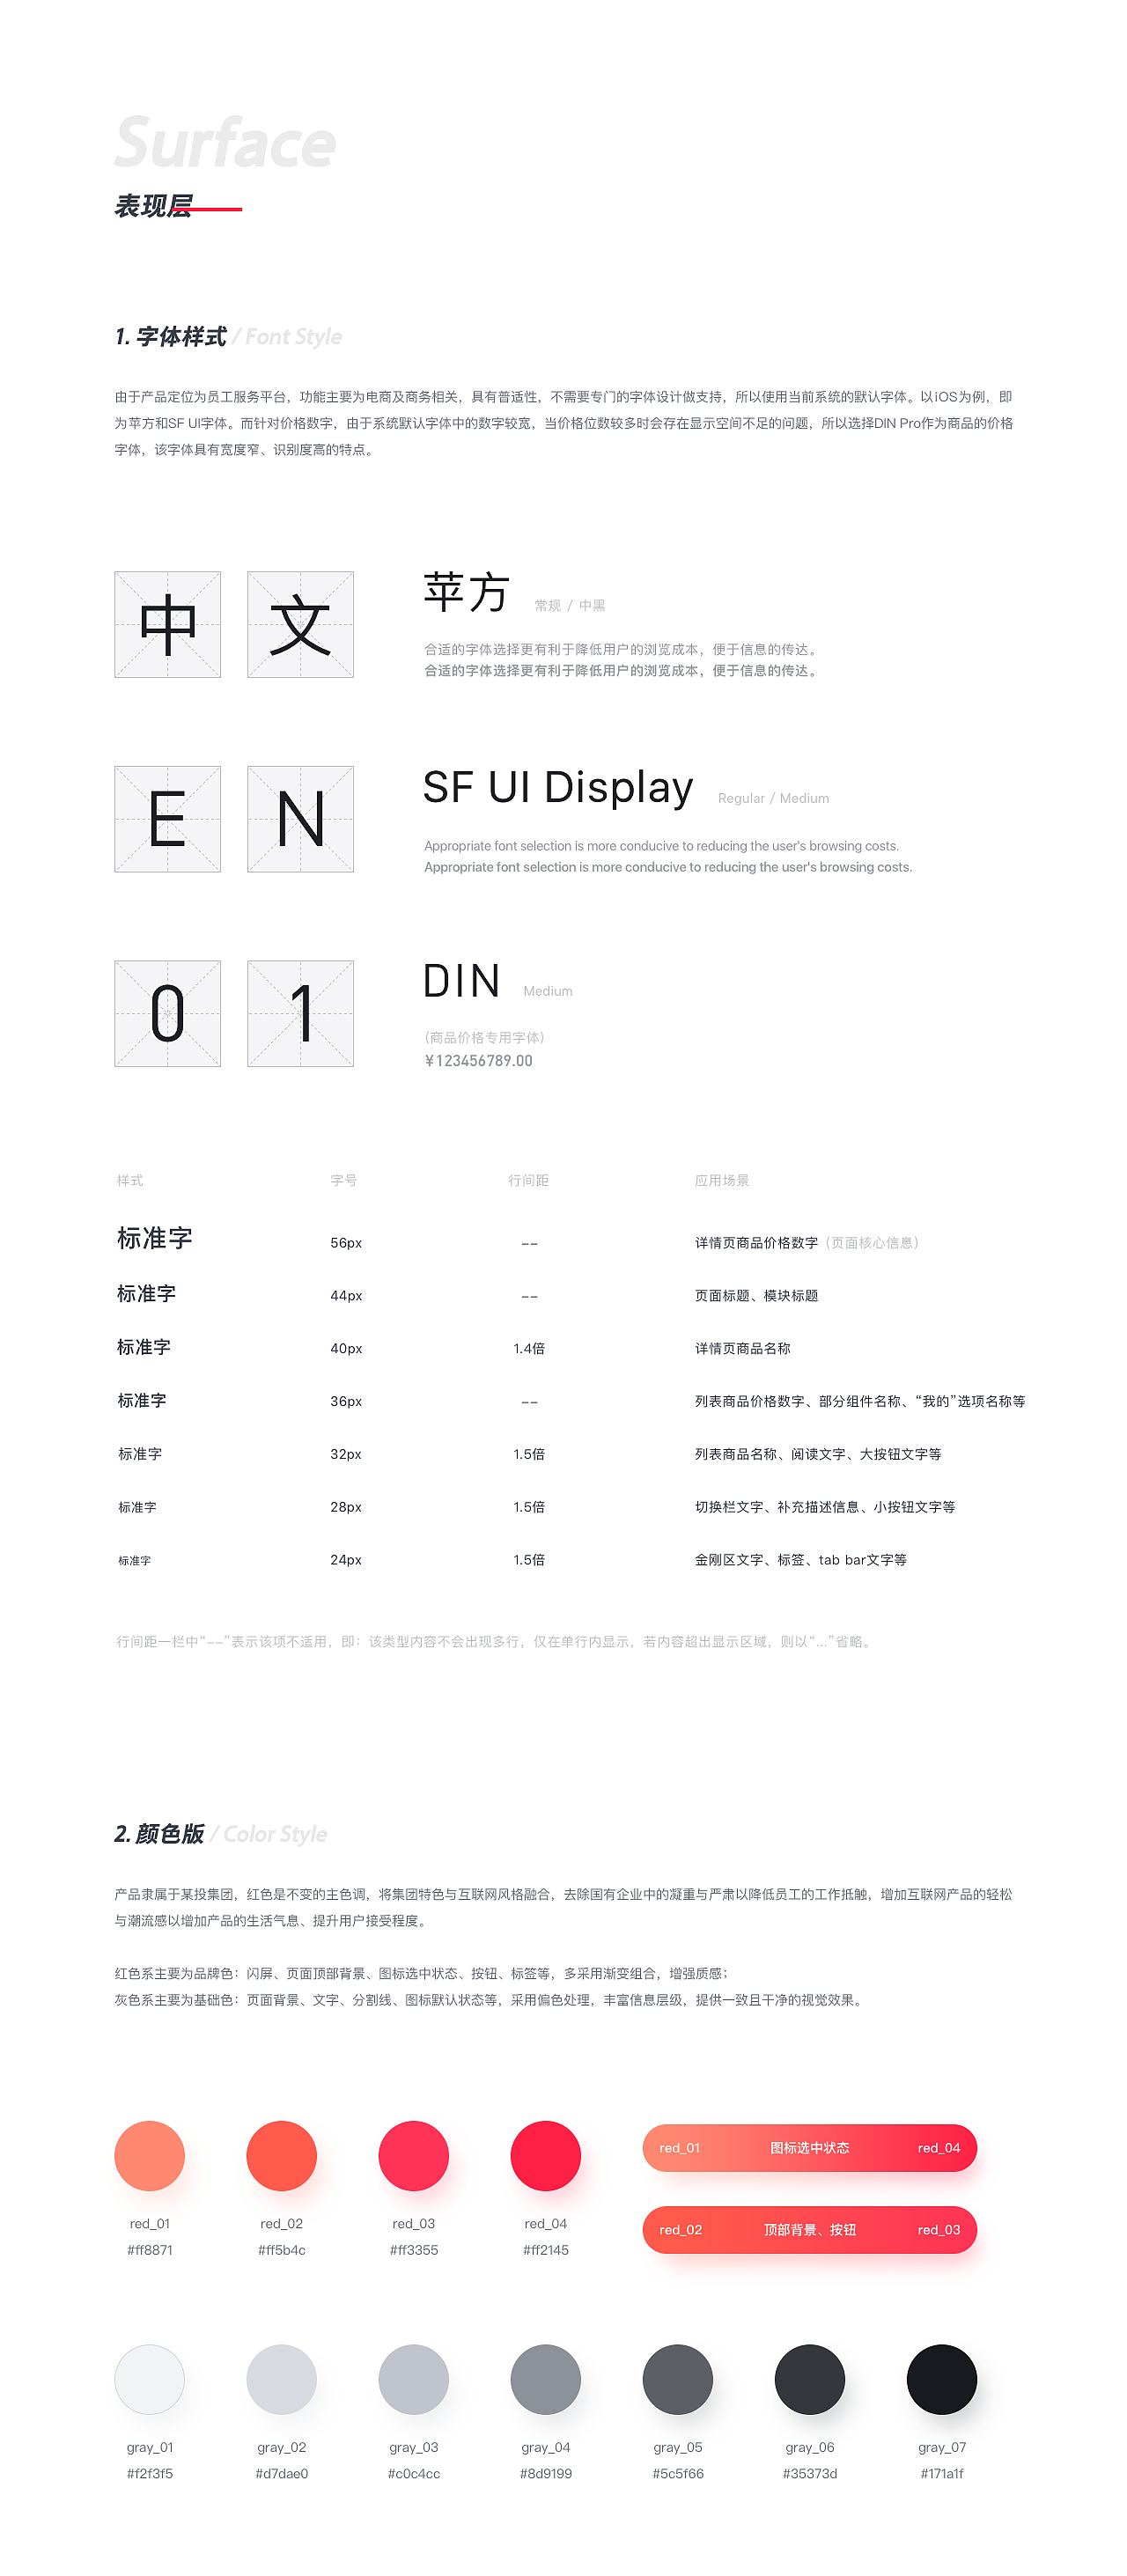 Surface
表现层
1. 字体样式 / Font Style
由于产品定位为员工服务平台，功能主要为电商及商务相关，具有普适性，不需要专门的字体设计做支持，所以使用当前系统的默认字体。以iOS为例，即
为苹方和SF UI字体。而针对价格数字，由于系统默认字体中的数字较宽，当价格位数较多时会存在显示空间不足的问题，所以选择DIN Pro作为商品的价格
字体，该字体具有宽度窄、识别度高的特点。
中 文
苹方 常规 / 中黑
合适的字体选择更有利于降低用户的浏览成本，便于信息的传达。
合适的字体选择更有利于降低用户的浏览成本，便于信息的传达。
E N
SF UI Display Regular / Medium
Appropriate font selection is more conducive to reducing the user's browsing costs.
Appropriate font selection is more conducive to reducing the user's browsing costs.
0 1
DIN Medium
(商品价格专用字体)
¥123456789.00
样式 字号 行间距 应用场景
标准字 56px -- 详情页商品价格数字（页面核心信息）
标准字 44px -- 页面标题、模块标题
标准字 40px 1.4倍 详情页商品名称
标准字 36px -- 列表商品价格数字、部分组件名称、“我的”选项名称等
标准字 32px 1.5倍 列表商品名称、阅读文字、大按钮文字等
标准字 28px 1.5倍 切换栏文字、补充描述信息、小按钮文字等
标准字 24px 1.5倍 金刚区文字、标签、tab bar文字等
行间距一栏中“--”表示该项不适用，即：该类型内容不会出现多行，仅在单行内显示，若内容超出显示区域，则以“...”省略。
2. 颜色版 / Color Style
产品隶属于某投集团，红色是不变的主色调，将集团特色与互联网风格融合，去除国有企业中的凝重与严肃以降低员工的工作抵触，增加互联网产品的轻松
与潮流感以增加产品的生活气息、提升用户接受程度。
红色系主要为品牌色：闪屏、页面顶部背景、图标选中状态、按钮、标签等，多采用渐变组合，增强质感；
灰色系主要为基础色：页面背景、文字、分割线、图标默认状态等，采用偏色处理，丰富信息层级，提供一致且干净的视觉效果。
red_01 图标选中状态 red_04
red_02 顶部背景、按钮 red_03
red_01 red_02 red_03 red_04
#ff8871 #ff5b4c #ff3355 #ff2145
gray_01 gray_02 gray_03 gray_04 gray_05 gray_06 gray_07
#f2f3f5 #d7dae0 #c0c4cc #8d9199 #5c5f66 #35373d #171a1f